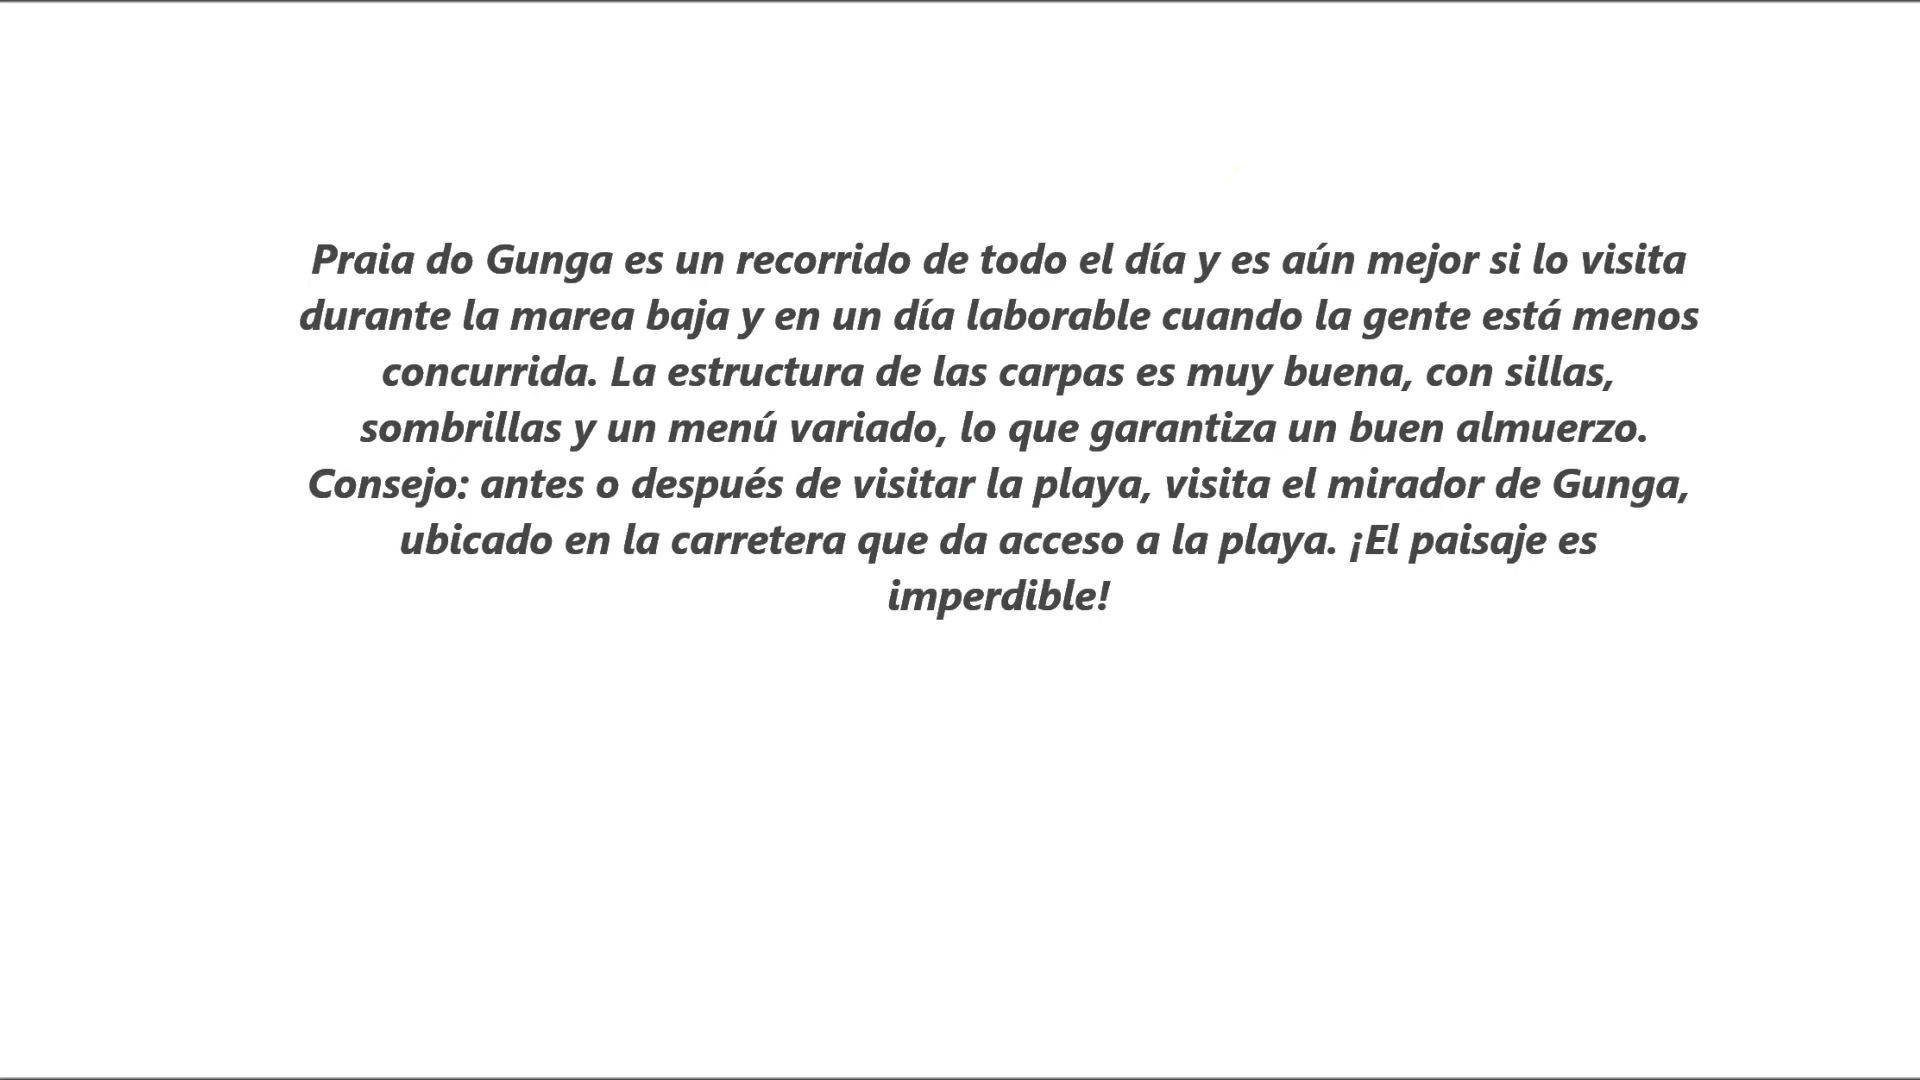 Praia do Gunga es un recorrido de todo el día y es aún mejor si lo visita
durante la marea baja y en un día laborable cuando la gente está menos
concurrida. La estructura de las carpas es muy buena, con sillas,
sombrillas y un menú variado, lo que garantiza un buen almuerzo.
Consejo: antes o después de visitar la playa, visita el mirador de Gunga,
ubicado en la carretera que da acceso a la playa. ¡El paisaje es
imperdible!